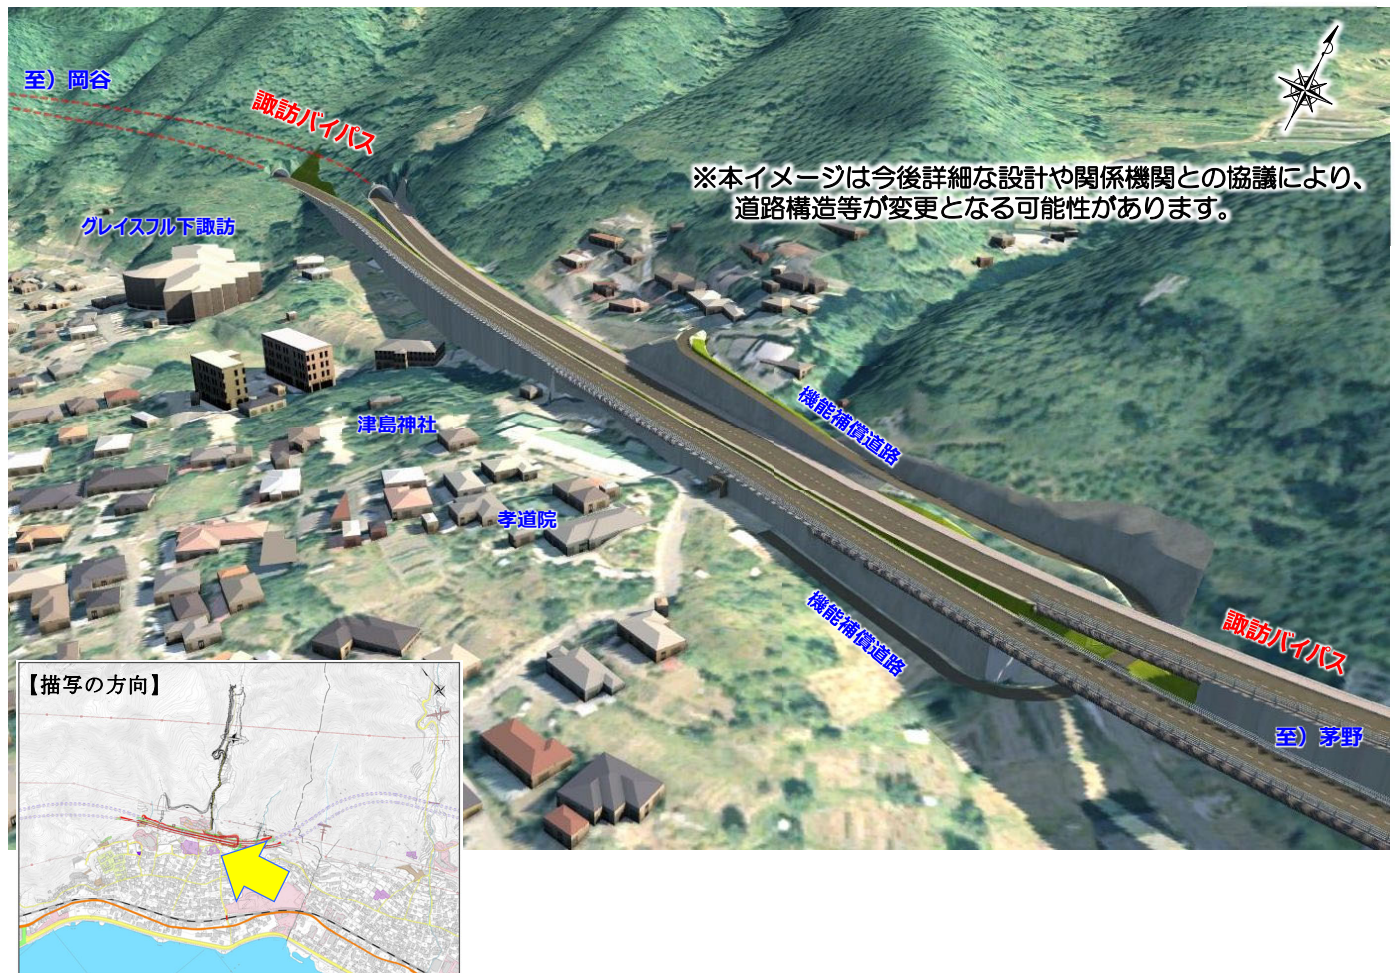 至）岡谷
諏訪バイパス
※本イメージは今後詳細な設計や関係機関との協議により、
道路構造等が変更となる可能性があります。
グレイスフル下諏訪
機能補償道路
津島神社
孝道院
機能補償道路
諏訪バイパス
至）茅野
【描写の方向】